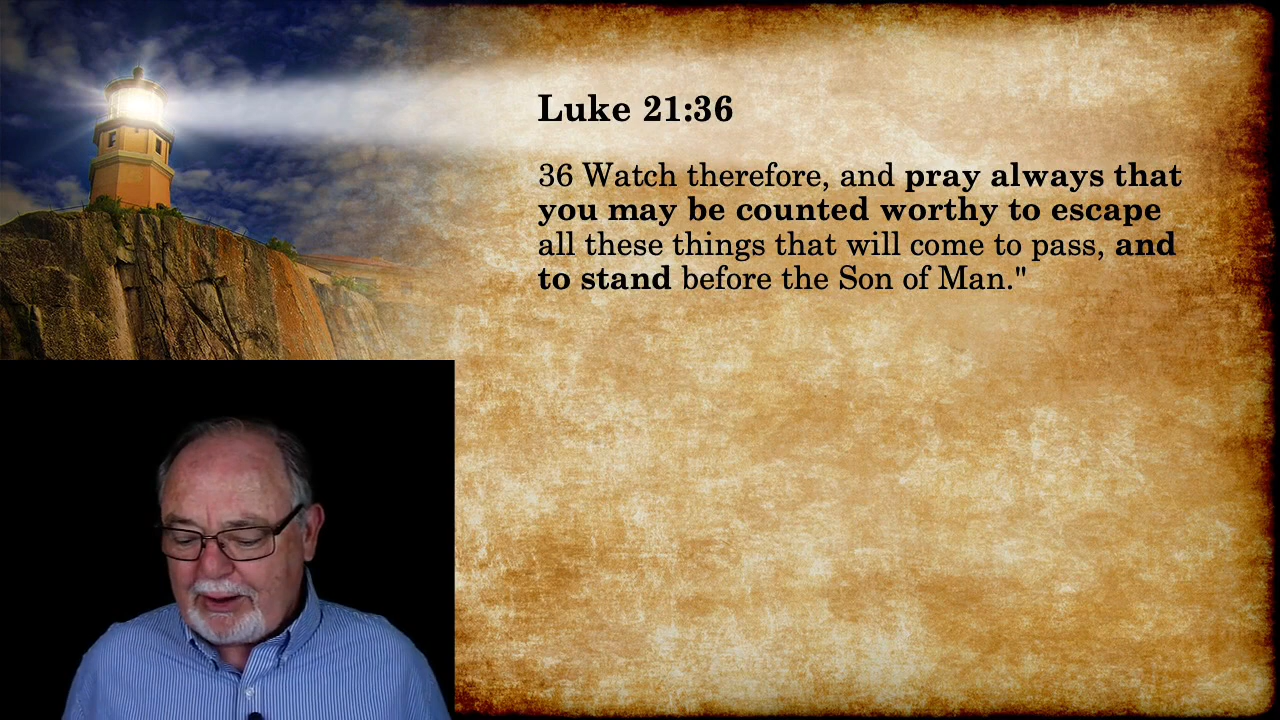 Luke 21:36
36 Watch therefore, and pray always that
you may be counted worthy to escape
all these things that will come to pass, and
to stand before the Son of Man."